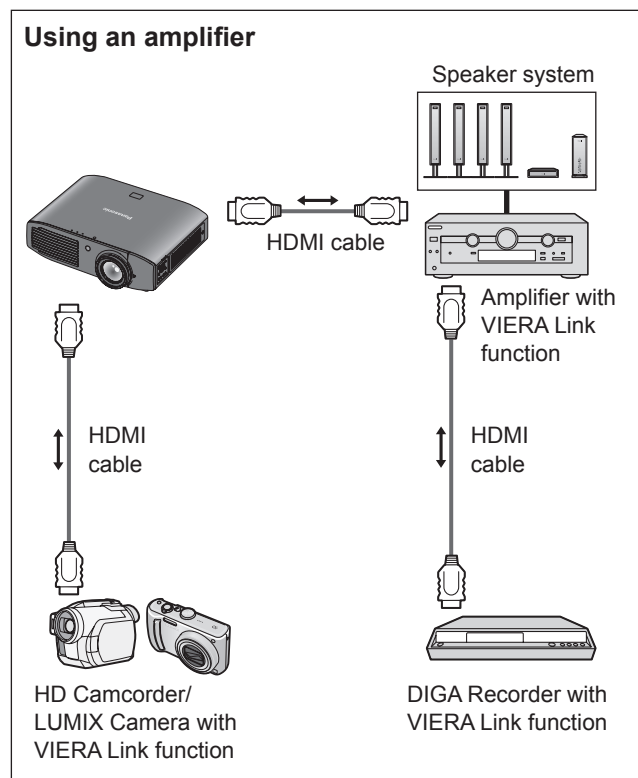 Using an amplifier
Speaker system
Panasonic
HDMI cable
Amplifier with
VIERA Link
function
HDMI
cable
HDMI
cable
HD Camcorder/
LUMIX Camera with
VIERA Link function
DIGA Recorder with
VIERA Link function